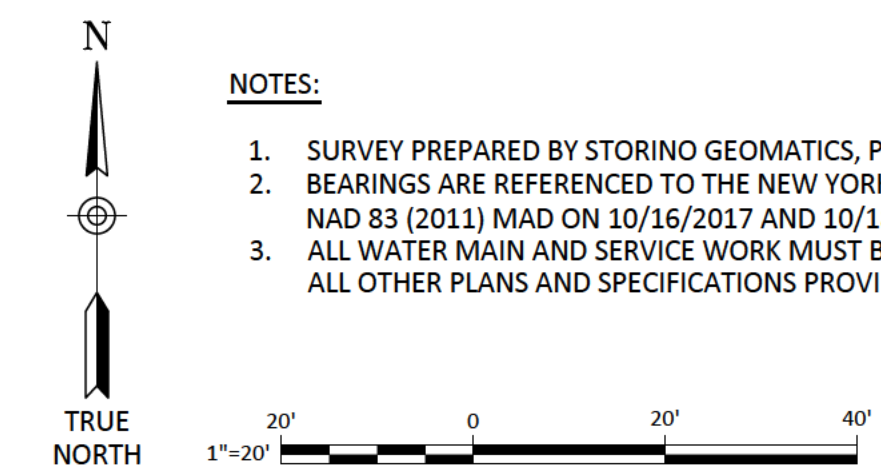 N
NOTES:
1. SURVEY PREPARED BY STORINO GEOMATICS,
2. BEARINGS ARE REFERENCED TO THE NEW
NAD 83 (2011) MAD ON 10/16/2017 AND
3. ALL WATER MAIN AND SERVICE WORK MUST
ALL OTHER PLANS AND SPECIFICATIONS
TRUE
NORTH
20' 0 20' 40'
1"=20'